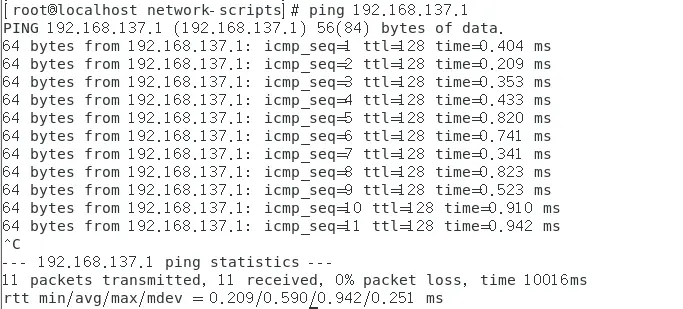 [root@localhost network-scripts]# ping 192.168.137.1
PING 192.168.137.1 (192.168.137.1) 56(84) bytes of data.
64 bytes from 192.168.137.1: icmp_seq=1 ttl=128 time=0.404 ms
64 bytes from 192.168.137.1: icmp_seq=2 ttl=128 time=0.209 ms
64 bytes from 192.168.137.1: icmp_seq=3 ttl=128 time=0.353 ms
64 bytes from 192.168.137.1: icmp_seq=4 ttl=128 time=0.433 ms
64 bytes from 192.168.137.1: icmp_seq=5 ttl=128 time=0.820 ms
64 bytes from 192.168.137.1: icmp_seq=6 ttl=128 time=0.741 ms
64 bytes from 192.168.137.1: icmp_seq=7 ttl=128 time=0.341 ms
64 bytes from 192.168.137.1: icmp_seq=8 ttl=128 time=0.823 ms
64 bytes from 192.168.137.1: icmp_seq=9 ttl=128 time=0.523 ms
64 bytes from 192.168.137.1: icmp_seq=10 ttl=128 time=0.910 ms
64 bytes from 192.168.137.1: icmp_seq=11 ttl=128 time=0.942 ms
^C
--- 192.168.137.1 ping statistics ---
11 packets transmitted, 11 received, 0% packet loss, time 10016ms
rtt min/avg/max/mdev = 0.209/0.590/0.942/0.251 ms